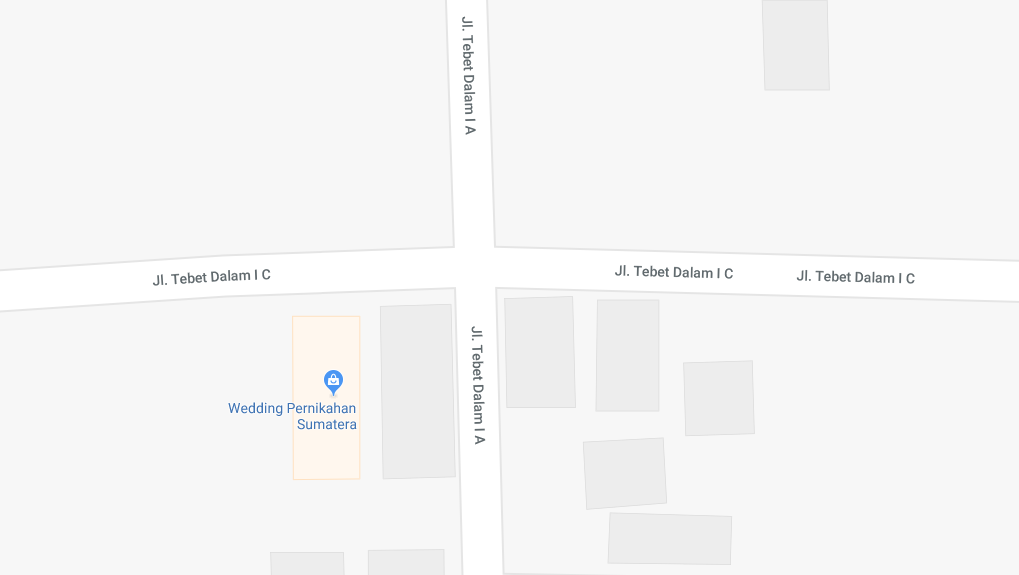 Jl. Tebet Dalam I A
Jl. Tebet Dalam I C
Jl. Tebet Dalam I C
Jl. Tebet Dalam I C
Jl. Tebet Dalam I A
Wedding Pernikahan
Sumatera